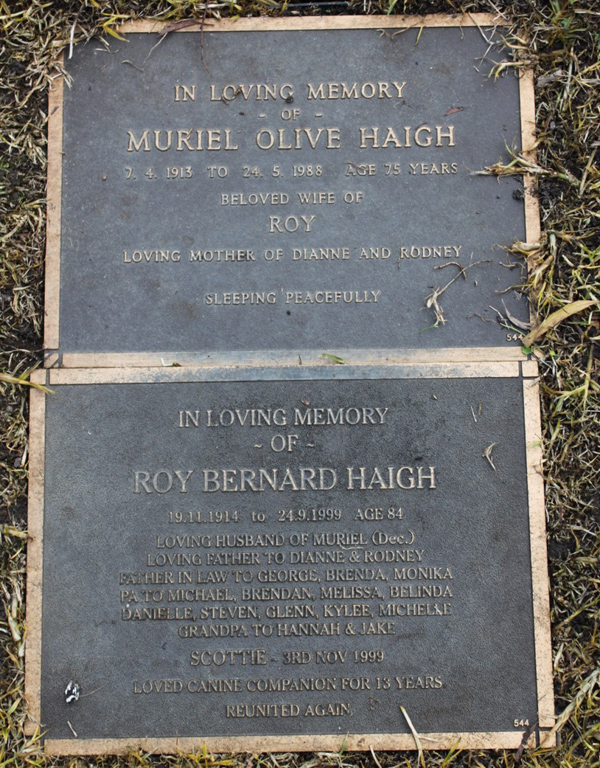 IN LOVING MEMORY
- OF -
MURIEL OLIVE HAIGH
7. 4. 1913 TO 24. 5. 1988 AGE 75 YEARS
BELOVED WIFE OF
ROY
LOVING MOTHER OF DIANNE AND RODNEY
SLEEPING PEACEFULLY
544
IN LOVING MEMORY
~ OF ~
ROY BERNARD HAIGH
19.11.1914 to 24.9.1999 AGE 84
LOVING HUSBAND OF MURIEL (Dec.)
LOVING FATHER TO DIANNE & RODNEY
FATHER IN LAW TO GEORGE, BRENDA, MONIKA
PA TO MICHAEL, BRENDAN, MELISSA, BELINDA
DANIELLE, STEVEN, GLENN, KYLEE, MICHELLE
GRANDPA TO HANNAH & JAKE
SCOTTIE ~ 3RD NOV 1999
LOVED CANINE COMPANION FOR 13 YEARS
REUNITED AGAIN
544